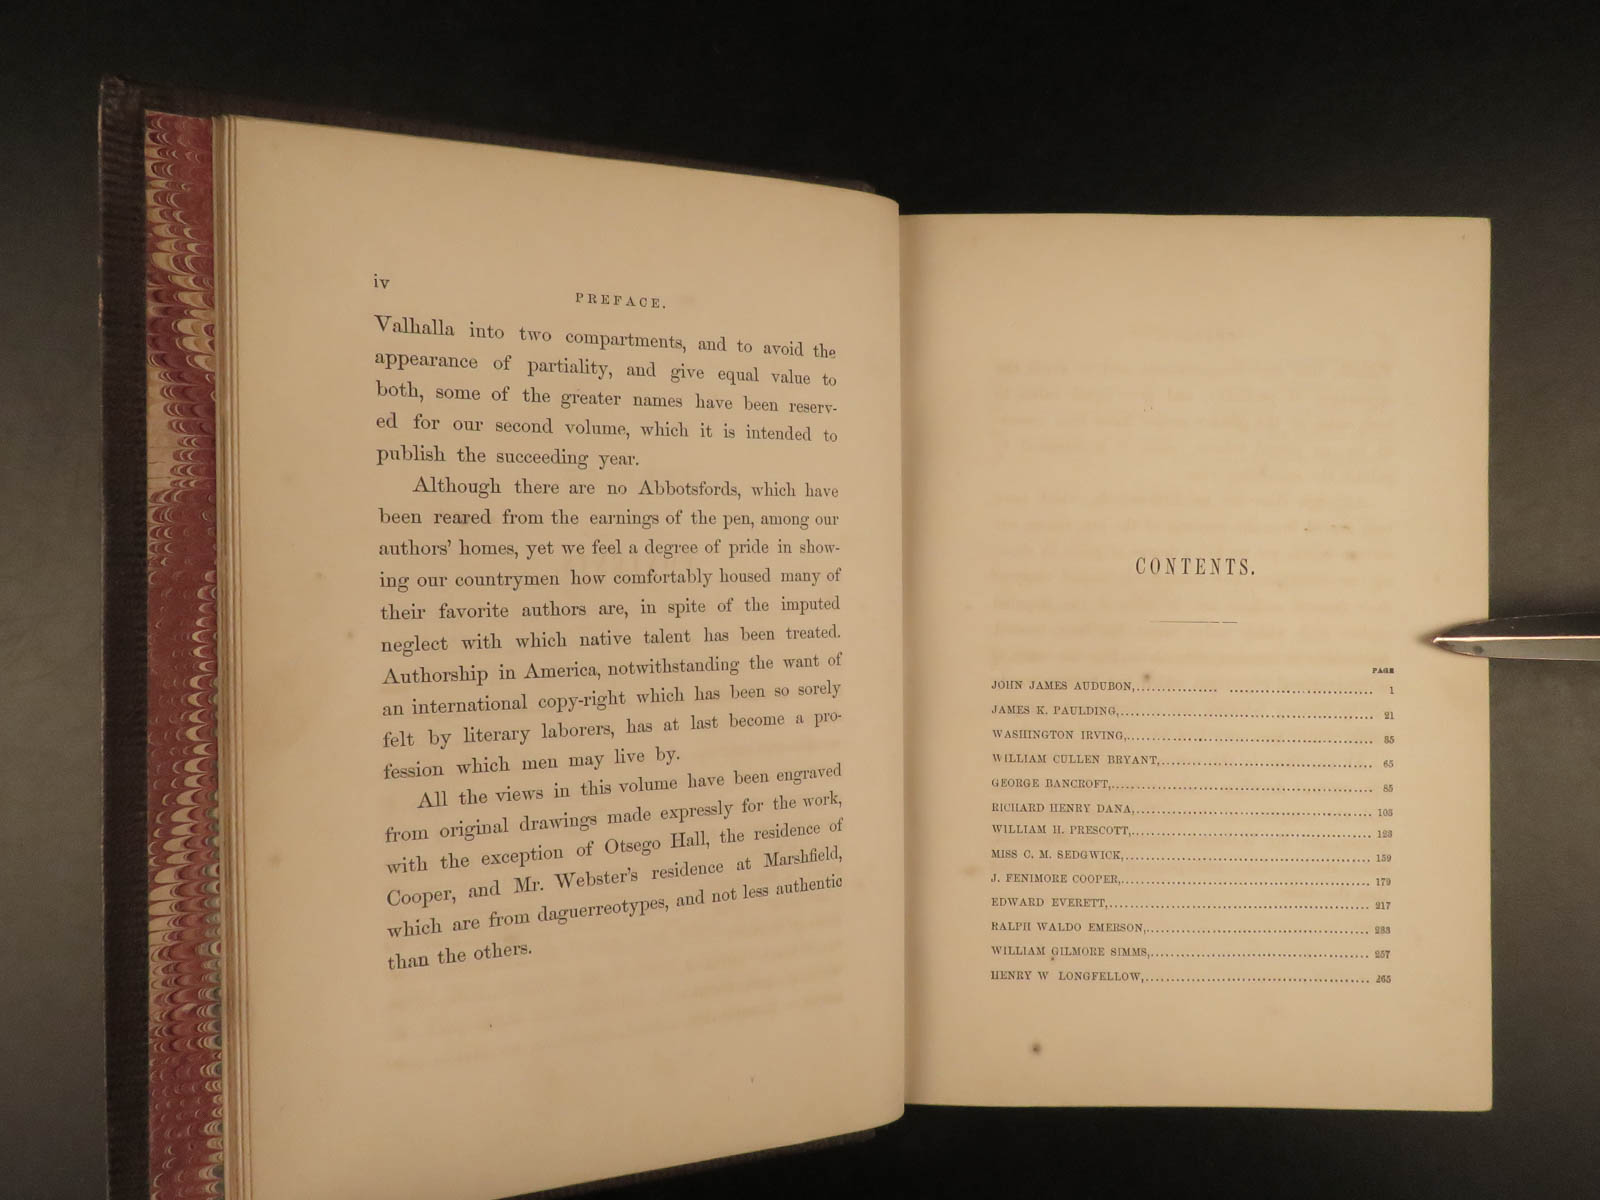 iv
PREFACE.
Valhalla into two compartments, and to avoid the
appearance of partiality, and give equal value to
both, some of the greater names have been reserv-
ed for our second volume, which it is intended to
publish the succeeding year.
Although there are no Abbotsfords, which have
been reared from the earnings of the pen, among our
authors' homes, yet we feel a degree of pride in show-
ing our countrymen how comfortably housed many of
their favorite authors are, in spite of the imputed
neglect with which native talent has been treated.
Authorship in America, notwithstanding the want of
an international copy-right which has been so sorely
felt by literary laborers, has at last become a pro-
fession which men may live by.
All the views in this volume have been engraved
from original drawings made expressly for the work,
with the exception of Otsego Hall, the residence of
Cooper, and Mr. Webster's residence at Marshfield,
which are from daguerreotypes, and not less authentic
than the others.
CONTENTS.
PAGE
JOHN JAMES AUDUBON,................ ............................ 1
JAMES K. PAULDING,.................................................. 21
WASHINGTON IRVING,................................................ 35
WILLIAM CULLEN BRYANT,.......................................... 65
GEORGE BANCROFT,.................................................. 85
RICHARD HENRY DANA,.............................................. 103
WILLIAM H. PRESCOTT,.............................................. 123
MISS C. M. SEDGWICK,................................................ 159
J. FENIMORE COOPER,................................................ 179
EDWARD EVERETT,.................................................... 217
RALPH WALDO EMERSON,............................................ 233
WILLIAM GILMORE SIMMS,............................................ 257
HENRY W LONGFELLOW,............................................ 265